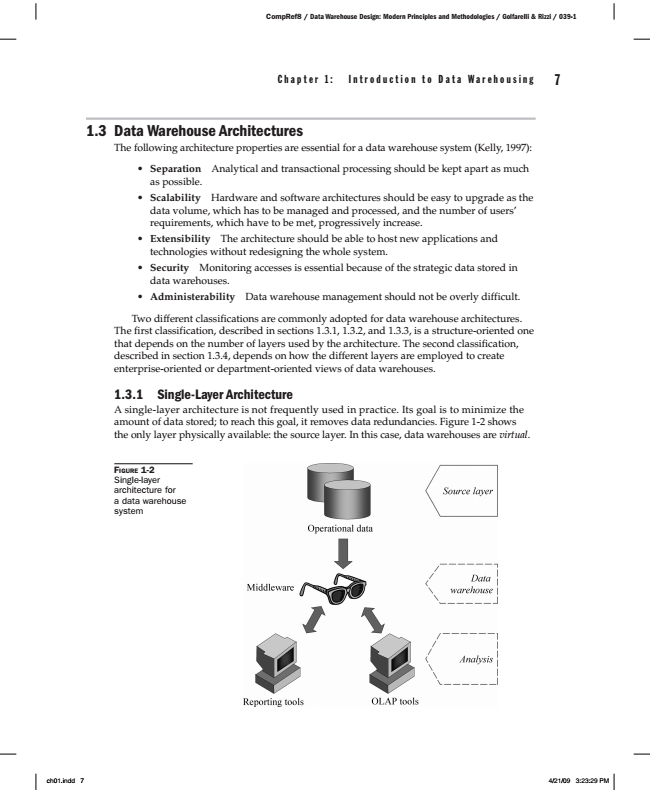 CompRef8 / Data Warehouse Design: Modern Principles and Methodologies / Golfarelli & Rizzi / 039-1
Chapter 1: Introduction to Data Warehousing 7
1.3 Data Warehouse Architectures
The following architecture properties are essential for a data warehouse system (Kelly, 1997):
• Separation Analytical and transactional processing should be kept apart as much
as possible.
• Scalability Hardware and software architectures should be easy to upgrade as the
data volume, which has to be managed and processed, and the number of users'
requirements, which have to be met, progressively increase.
• Extensibility The architecture should be able to host new applications and
technologies without redesigning the whole system.
• Security Monitoring accesses is essential because of the strategic data stored in
data warehouses.
• Administerability Data warehouse management should not be overly difficult.
Two different classifications are commonly adopted for data warehouse architectures.
The first classification, described in sections 1.3.1, 1.3.2, and 1.3.3, is a structure-oriented one
that depends on the number of layers used by the architecture. The second classification,
described in section 1.3.4, depends on how the different layers are employed to create
enterprise-oriented or department-oriented views of data warehouses.
1.3.1 Single-Layer Architecture
A single-layer architecture is not frequently used in practice. Its goal is to minimize the
amount of data stored; to reach this goal, it removes data redundancies. Figure 1-2 shows
the only layer physically available: the source layer. In this case, data warehouses are virtual.
FIGURE 1-2
Single-layer
architecture for
a data warehouse
system
Source layer
Operational data
Middleware
Data
warehouse
Analysis
Reporting tools
OLAP tools
ch01.indd 7
4/21/09 3:23:29 PM